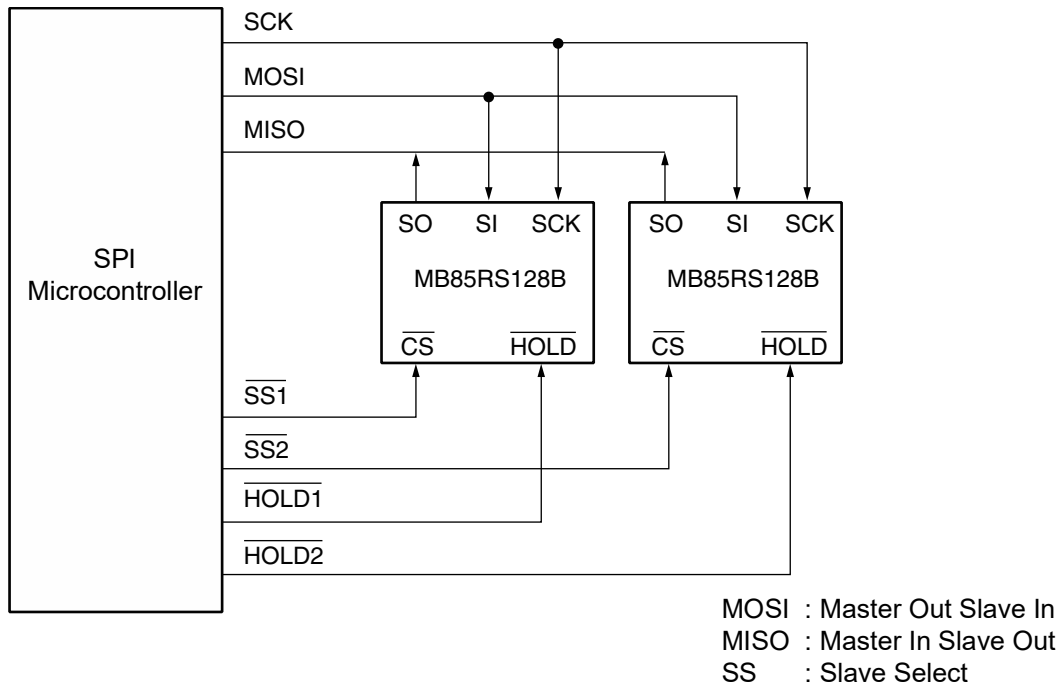 SCK
MOSI
MISO
SO SI SCK
MB85RS128B
CS HOLD
SO SI SCK
MB85RS128B
CS HOLD
SPI
Microcontroller
SS1
SS2
HOLD1
HOLD2
MOSI : Master Out Slave In
MISO : Master In Slave Out
SS : Slave Select